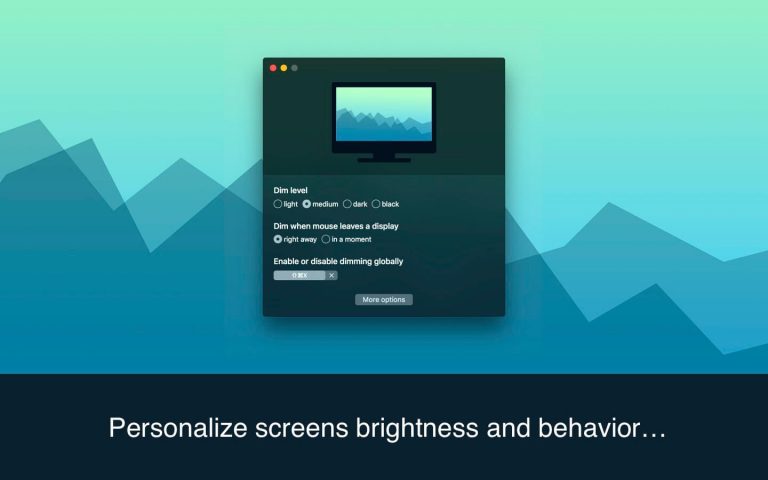 Dim level
light medium dark black
Dim when mouse leaves a display
right away in a moment
Enable or disable dimming globally
⇧⌘X ×
More options
Personalize screens brightness and behavior…